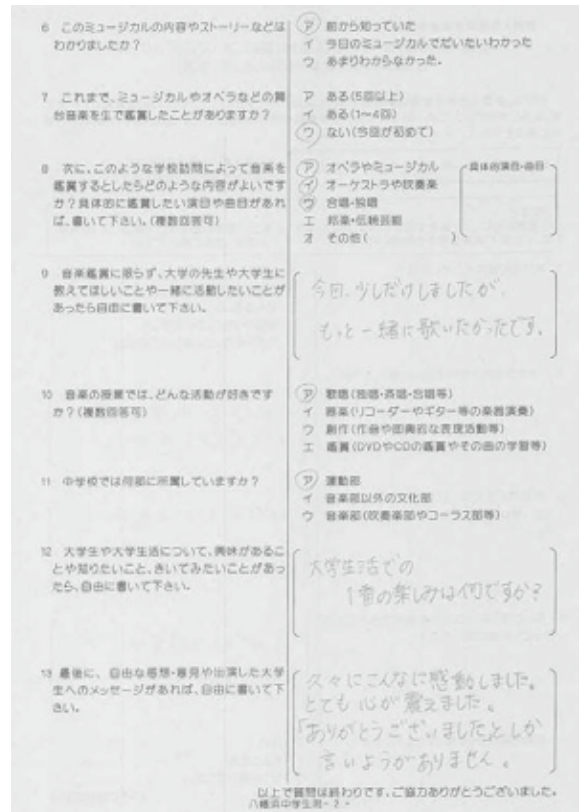 6 このミュージカルの内容やストーリーなどは
わかりましたか?
ア 前から知っていた
イ 今日のミュージカルでだいたいわかった
ウ あまりわからなかった。
7 これまで、ミュージカルやオペラなどの舞
台音楽を生で鑑賞したことがありますか?
ア ある(5回以上)
イ ある(1~4回)
ウ ない(今回が初めて)
8 次に、このような学校訪問によって音楽を
鑑賞するとしたらどのような内容がよいです
か?具体的に鑑賞したい演目や曲目があれ
ば、書いて下さい。(複数回答可)
ア オペラやミュージカル
イ オーケストラや吹奏楽
ウ 合唱・独唱
エ 邦楽・伝統芸能
オ その他( )
具体的演目・曲目
9 音楽鑑賞に限らず、大学の先生や大学生に
教えてほしいことや一緒に活動したいことが
あったら自由に書いて下さい。
今日、少しだけしましたが、
もっと一緒に歌いたかったです。
10 音楽の授業では、どんな活動が好きです
か?(複数回答可)
ア 歌唱(独唱・斉唱・合唱等)
イ 器楽(リコーダーやギター等の楽器演奏)
ウ 創作(作曲や即興的な表現活動等)
エ 鑑賞(DVDやCDの鑑賞やその曲の学習等)
11 中学校では何部に所属していますか?
ア 運動部
イ 音楽部以外の文化部
ウ 音楽部(吹奏楽部やコーラス部等)
12 大学生や大学生活について、興味があるこ
とや知りたいこと、きいてみたいことがあっ
たら、自由に書いて下さい。
大学生活での
1番の楽しみは何ですか?
13 最後に、自由な感想・意見や出演した大学
生へのメッセージがあれば、自由に書いて下
さい。
久々にこんなに感動しました。
とても心が震えました。
「ありがとうございました」としか
言いようがありません。
以上で質問は終わりです。ご協力ありがとうございました。
八幡浜中学生用・2・